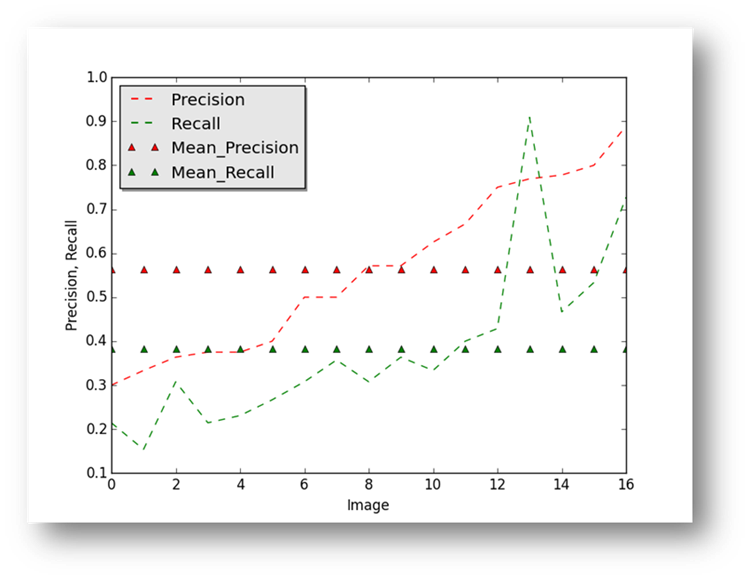 1.0
0.9
0.8
0.7
0.6
0.5
0.4
0.3
0.2
0.1
Precision, Recall
Precision
Recall
Mean_Precision
Mean_Recall
0 2 4 6 8 10 12 14 16
Image